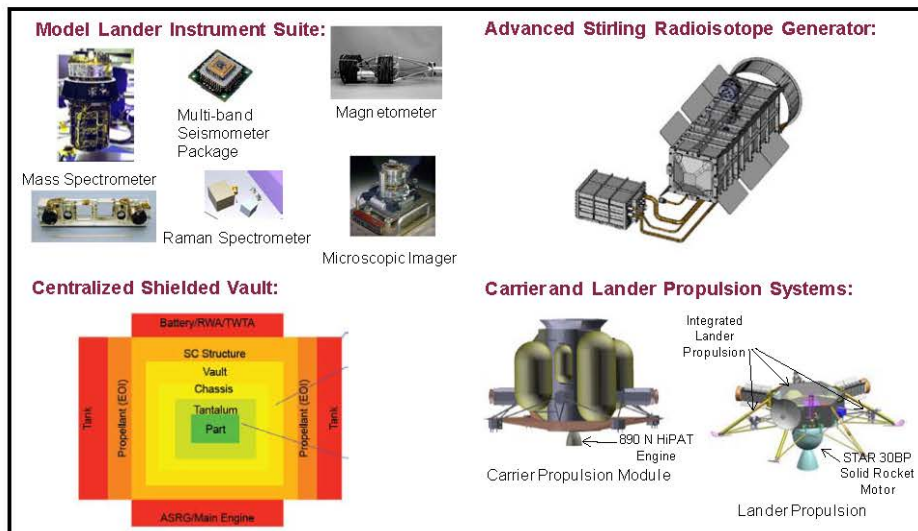 Model Lander Instrument Suite:
Multi-band
Seismometer
Package
Magnetometer
Mass Spectrometer
Raman Spectrometer
Microscopic Imager
Advanced Stirling Radioisotope Generator:
Centralized Shielded Vault:
Battery/RWA/TWTA
SC Structure
Vault
Chassis
Tantalum
Part
Tank
Propellant (EOI)
Propellant (EOI)
Tank
ASRG/Main Engine
Carrier and Lander Propulsion Systems:
Integrated
Lander
Propulsion
890 N HiPAT
Engine
Carrier Propulsion Module
STAR 30BP
Solid Rocket
Motor
Lander Propulsion